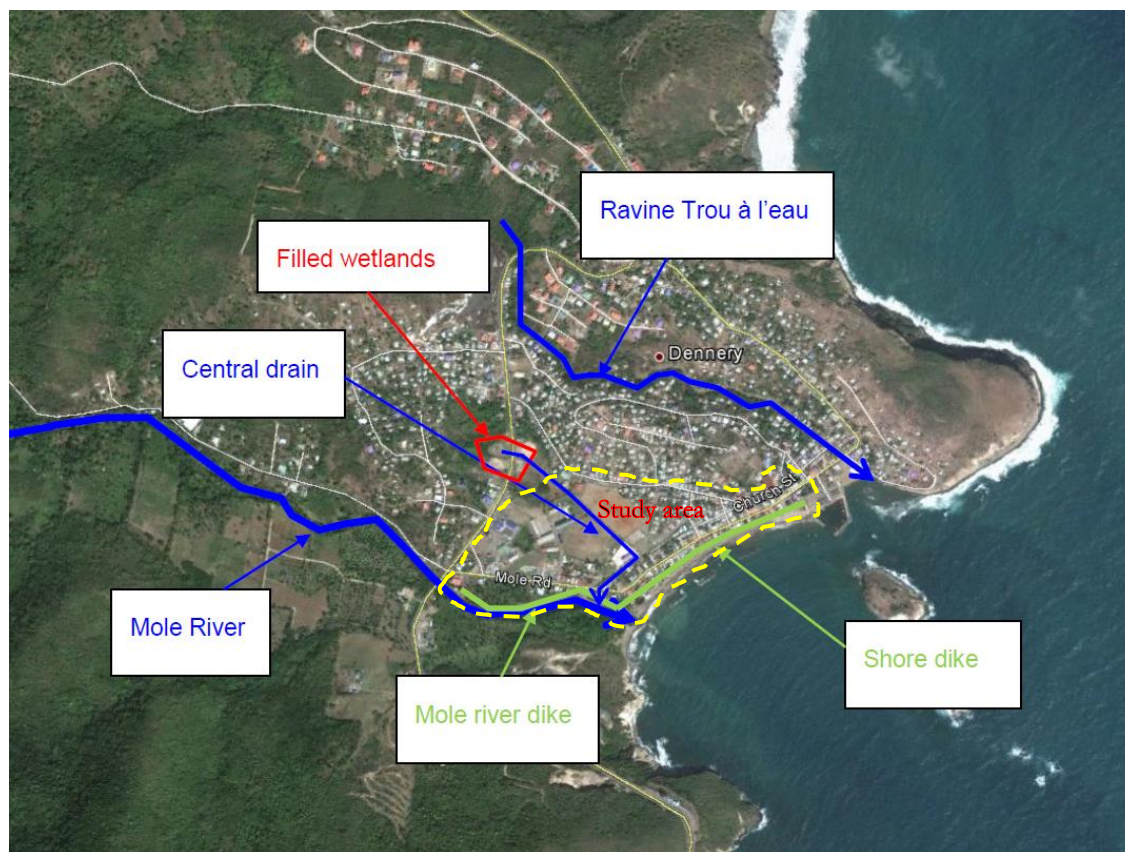 Ravine Trou à l'eau
Filled wetlands
Central drain
Dennery
Church St
Study area
Mole Rd
Mole River
Shore dike
Mole river dike